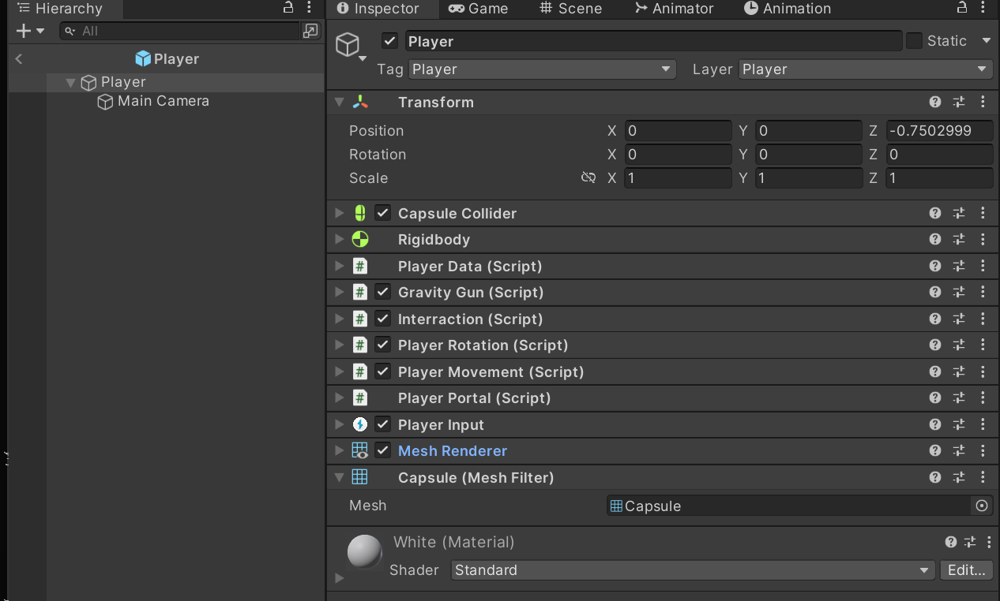 Hierarchy
All
Player
Player
Main Camera
Inspector Game Scene Animator Animation
Player Static
Tag Player Layer Player
Transform
Position X 0 Y 0 Z -0.7502999
Rotation X 0 Y 0 Z 0
Scale X 1 Y 1 Z 1
Capsule Collider
Rigidbody
# Player Data (Script)
# Gravity Gun (Script)
# Interraction (Script)
# Player Rotation (Script)
# Player Movement (Script)
# Player Portal (Script)
Player Input
Mesh Renderer
Capsule (Mesh Filter)
Mesh Capsule
White (Material)
Shader Standard Edit...